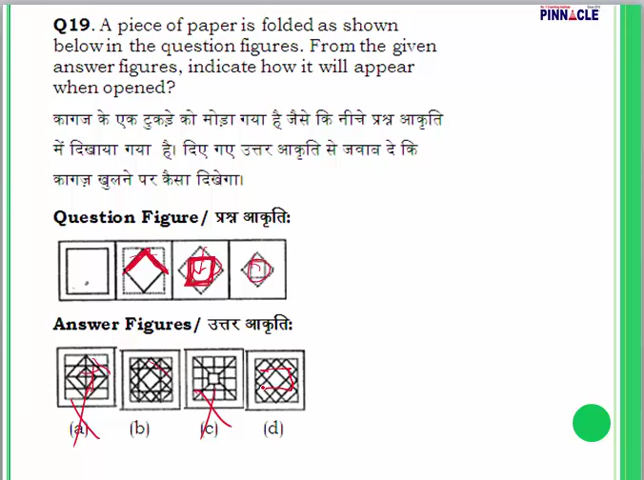 PINNACLE
Q19. A piece of paper is folded as shown
below in the question figures. From the given
answer figures, indicate how it will appear
when opened?
कागज के एक टुकड़े को मोड़ा गया है जैसे कि नीचे प्रश्न आकृति
में दिखाया गया है। दिए गए उत्तर आकृति से जवाब दे कि
कागज़ खुलने पर कैसा दिखेगा।
Question Figure/ प्रश्न आकृति:
Answer Figures/ उत्तर आकृति:
(a) (b) (c) (d)